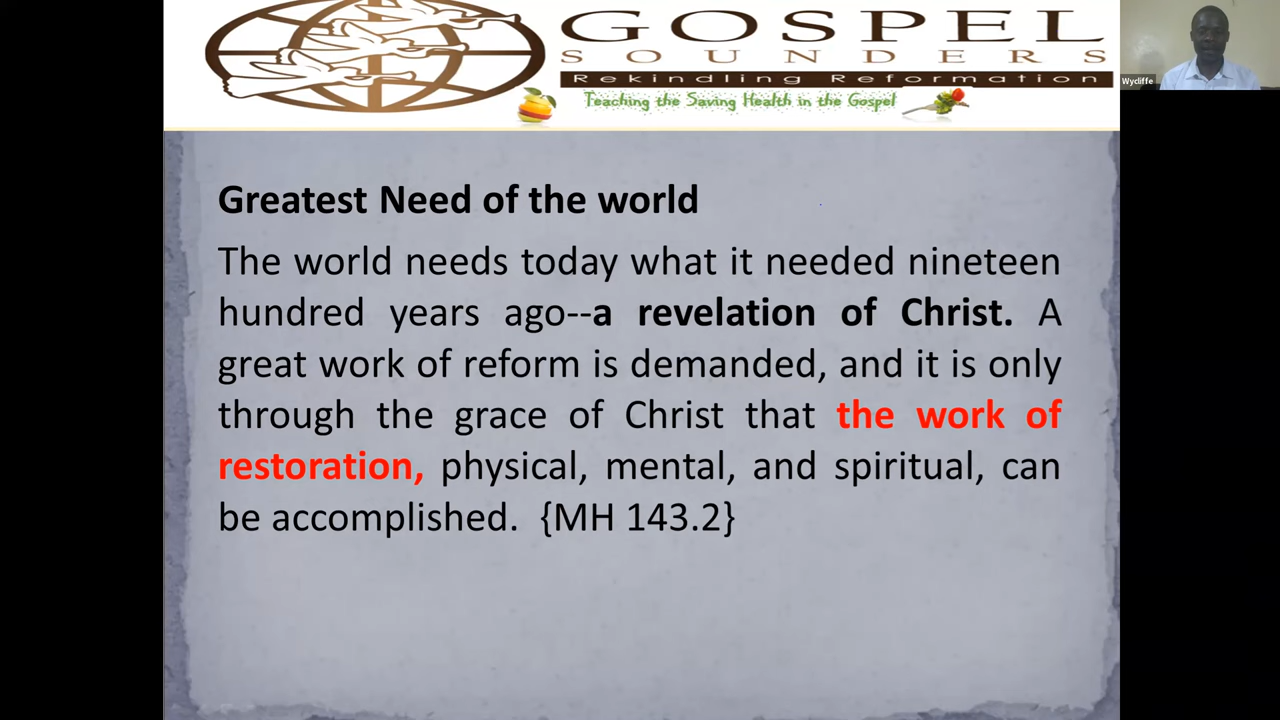 GOSPEL
SOUNDERS
Rekindling Reformation
Teaching the Saving Health in the Gospel
Wycliffe
Greatest Need of the world
The world needs today what it needed nineteen
hundred years ago--a revelation of Christ. A
great work of reform is demanded, and it is only
through the grace of Christ that the work of
restoration, physical, mental, and spiritual, can
be accomplished. {MH 143.2}